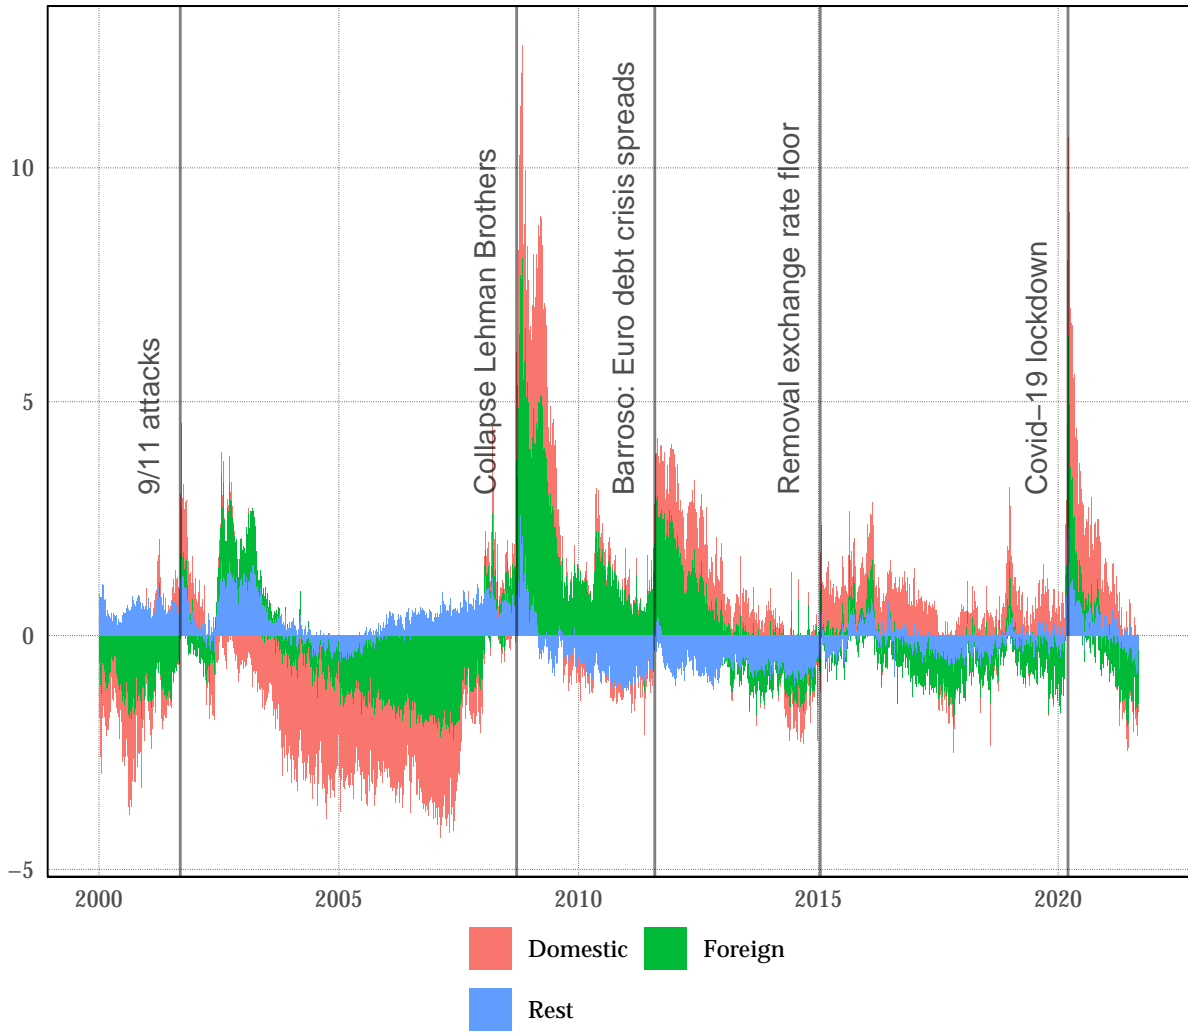 10
5
0
−5
9/11 attacks
Collapse Lehman Brothers
Barroso: Euro debt crisis spreads
Removal exchange rate floor
Covid−19 lockdown
2000
2005
2010
2015
2020
Domestic
Foreign
Rest